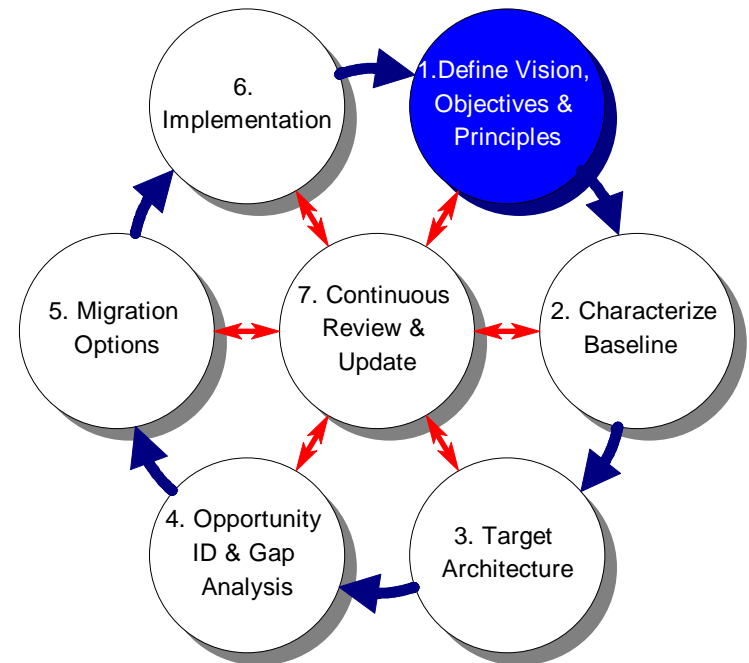 1.Define Vision,
Objectives &
Principles
2. Characterize
Baseline
3. Target
Architecture
4. Opportunity
ID & Gap
Analysis
5. Migration
Options
6.
Implementation
7. Continuous
Review &
Update